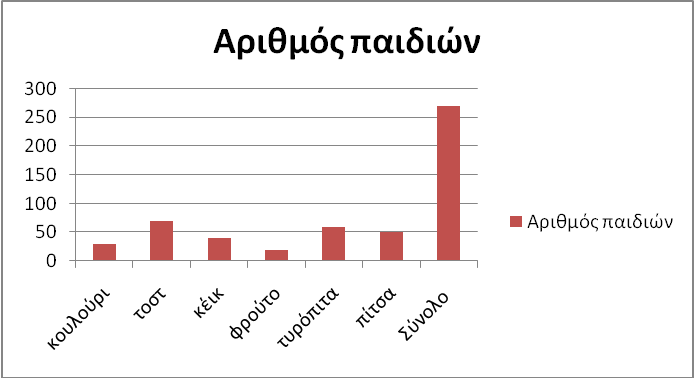 Αριθμός παιδιών
300
250
200
150
100
50
0
κουλούρι
τοστ
κέικ
φρούτο
τυρόπιτα
πίτσα
Σύνολο
Αριθμός παιδιών